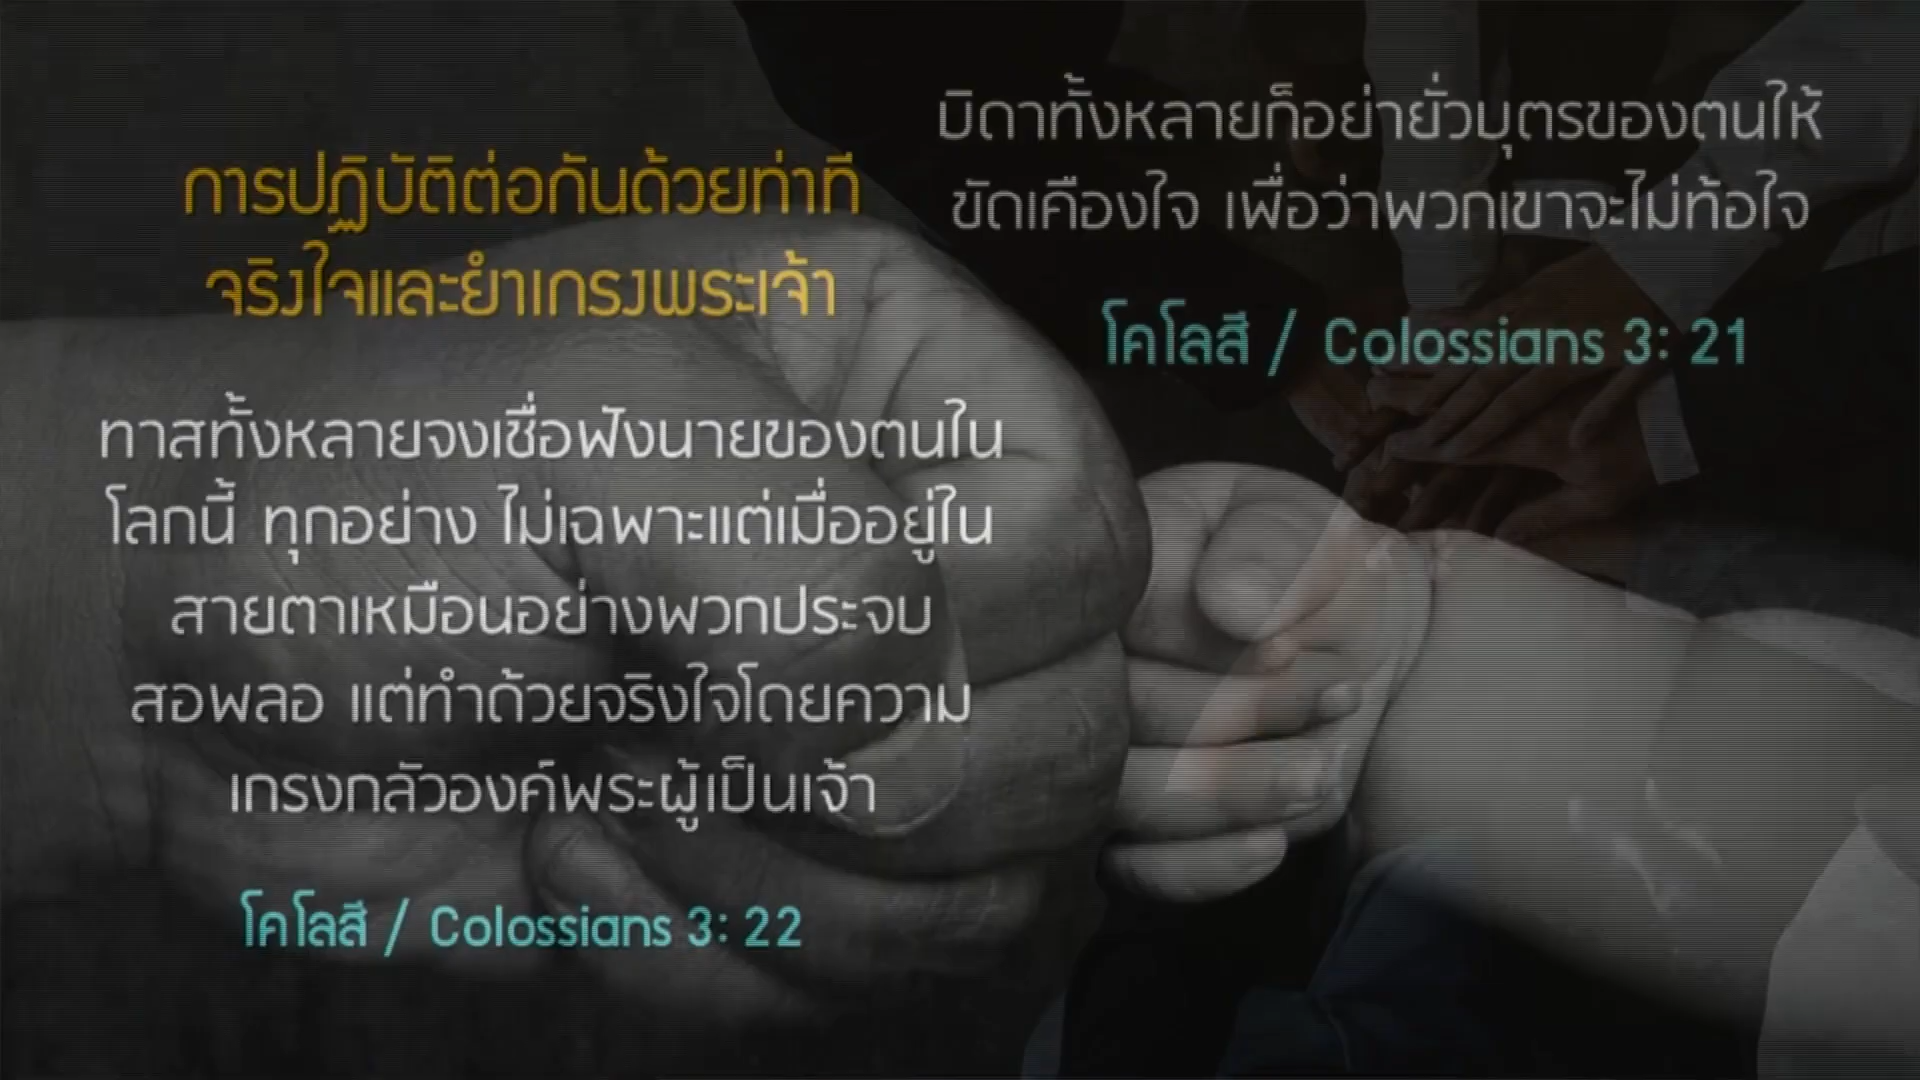 การปฏิบัติต่อกันด้วยท่าที
จริงใจและยำเกรงพระเจ้า
ทาสทั้งหลายจงเชื่อฟังนายของตนใน
โลกนี้ ทุกอย่าง ไม่เฉพาะแต่เมื่ออยู่ใน
สายตาเหมือนอย่างพวกประจบ
สอพลอ แต่ทำด้วยจริงใจโดยความ
เกรงกลัวองค์พระผู้เป็นเจ้า
โคโลสี / Colossians 3: 22
บิดาทั้งหลายก็อย่ายั่วบุตรของตนให้
ขัดเคืองใจ เพื่อว่าพวกเขาจะไม่ท้อใจ
โคโลสี / Colossians 3: 21